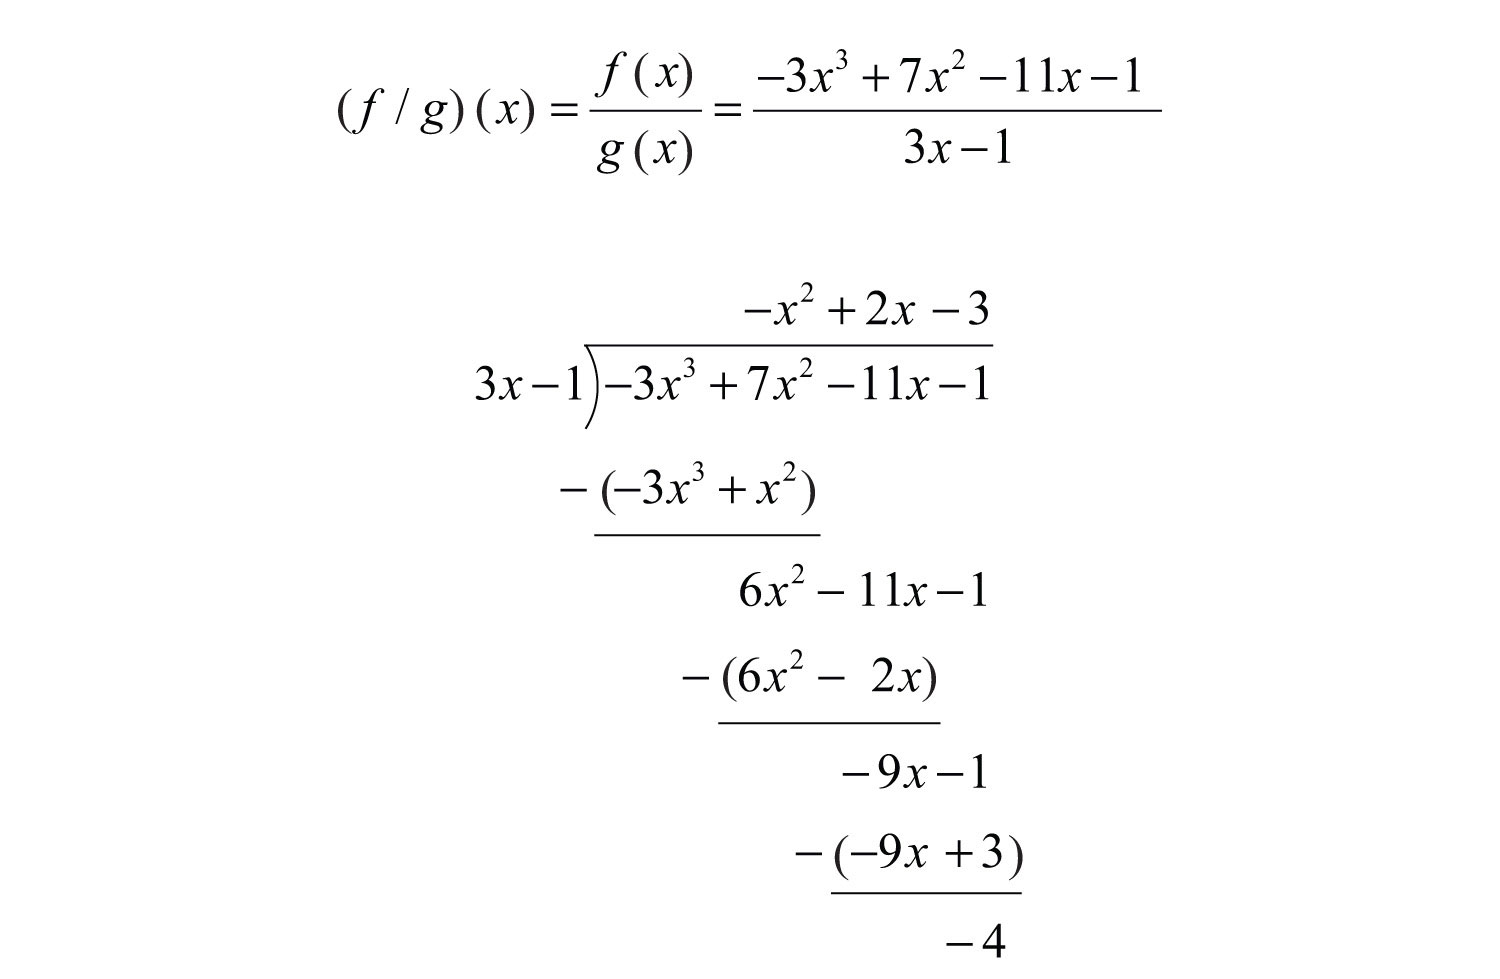 (f / g)(x) = f(x)/g(x) = (−3x³ + 7x² − 11x − 1)/(3x − 1)
−x² + 2x − 3
3x − 1)−3x³ + 7x² − 11x − 1
− (−3x³ + x²)
6x² − 11x − 1
− (6x² − 2x)
− 9x − 1
− (−9x + 3)
− 4